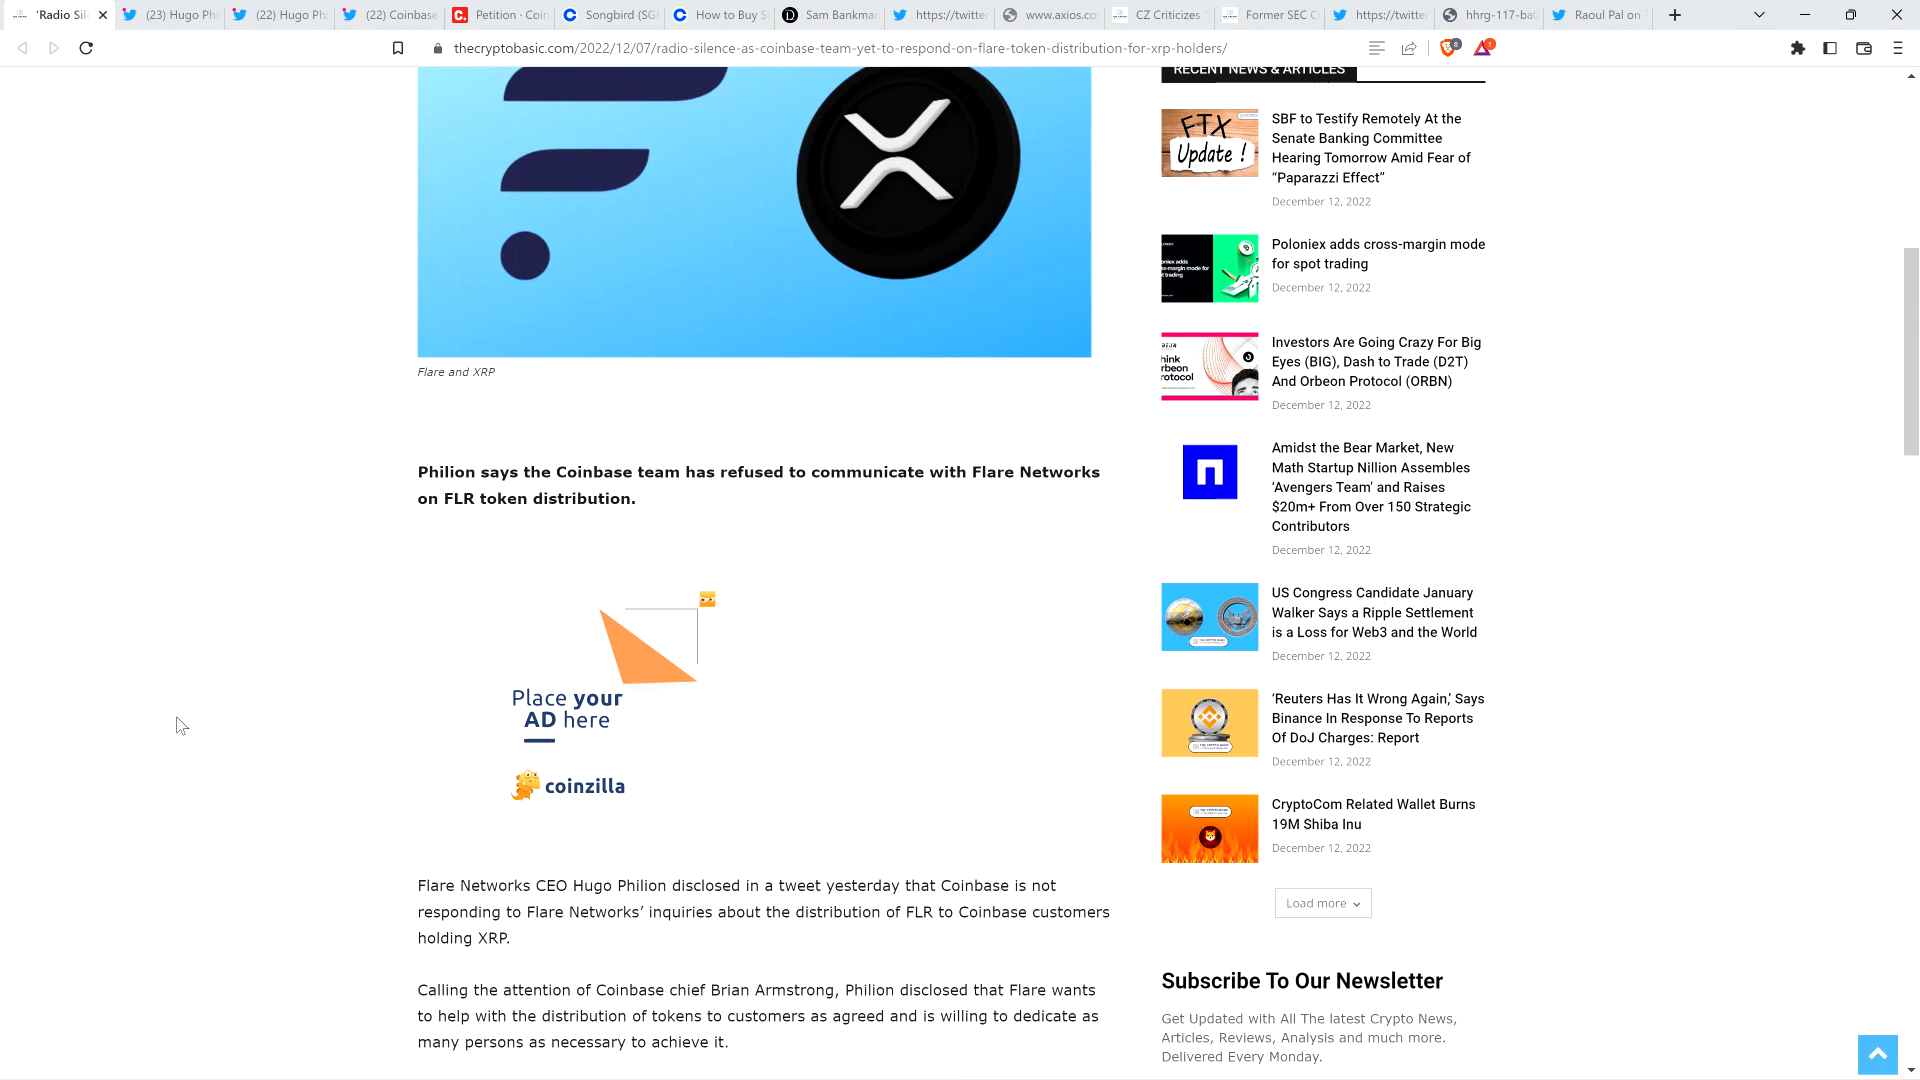 'Radio Sil
(23) Hugo Phi
(22) Hugo Phi
(22) Coinbase
Petition · Coin
Songbird (SGB
How to Buy S
Sam Bankman
https://twitter
www.axios.co
CZ Criticizes "
Former SEC C
https://twitter
hhrg-117-ba0
Raoul Pal on T
thecryptobasic.com/2022/12/07/radio-silence-as-coinbase-team-yet-to-respond-on-flare-token-distribution-for-xrp-holders/
Flare and XRP
Philion says the Coinbase team has refused to communicate with Flare Networks
on FLR token distribution.
Place your
AD here
coinzilla
Flare Networks CEO Hugo Philion disclosed in a tweet yesterday that Coinbase is not
responding to Flare Networks’ inquiries about the distribution of FLR to Coinbase customers
holding XRP.
Calling the attention of Coinbase chief Brian Armstrong, Philion disclosed that Flare wants
to help with the distribution of tokens to customers as agreed and is willing to dedicate as
many persons as necessary to achieve it.
RECENT NEWS & ARTICLES
FTX
Update !
SBF to Testify Remotely At the
Senate Banking Committee
Hearing Tomorrow Amid Fear of
“Paparazzi Effect”
December 12, 2022
Poloniex adds cross-margin mode
for spot trading
December 12, 2022
Investors Are Going Crazy For Big
Eyes (BIG), Dash to Trade (D2T)
And Orbeon Protocol (ORBN)
December 12, 2022
Amidst the Bear Market, New
Math Startup Nillion Assembles
‘Avengers Team’ and Raises
$20m+ From Over 150 Strategic
Contributors
December 12, 2022
US Congress Candidate January
Walker Says a Ripple Settlement
is a Loss for Web3 and the World
December 12, 2022
‘Reuters Has It Wrong Again,’ Says
Binance In Response To Reports
Of DoJ Charges: Report
December 12, 2022
CryptoCom Related Wallet Burns
19M Shiba Inu
December 12, 2022
Load more
Subscribe To Our Newsletter
Get Updated with All The latest Crypto News,
Articles, Reviews, Analysis and much more.
Delivered Every Monday.